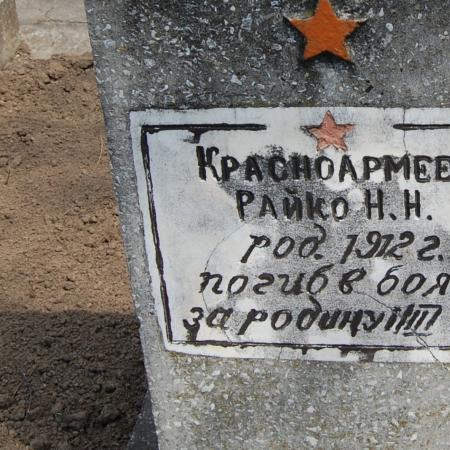 Красноармее
Райко Н. Н.
род. 1912 г.
погиб в боя
за родину